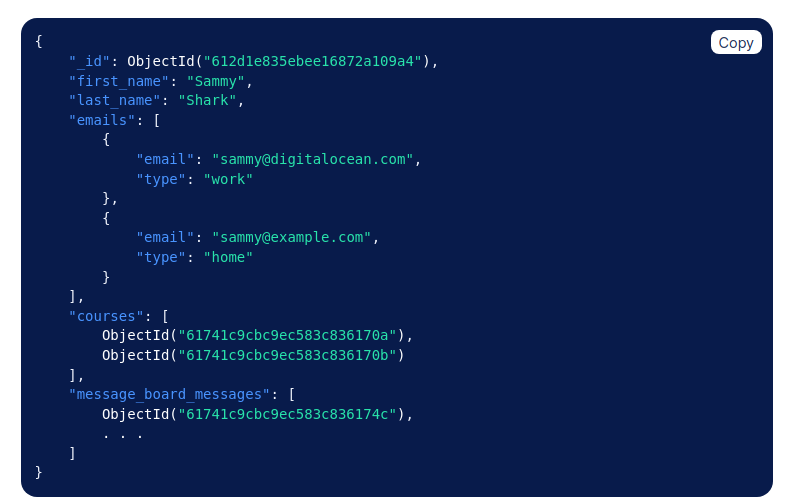 Copy
{
    "_id": ObjectId("612d1e835ebee16872a109a4"),
    "first_name": "Sammy",
    "last_name": "Shark",
    "emails": [
        {
            "email": "sammy@digitalocean.com",
            "type": "work"
        },
        {
            "email": "sammy@example.com",
            "type": "home"
        }
    ],
    "courses": [
        ObjectId("61741c9cbc9ec583c836170a"),
        ObjectId("61741c9cbc9ec583c836170b")
    ],
    "message_board_messages": [
        ObjectId("61741c9cbc9ec583c836174c"),
        . . .
    ]
}